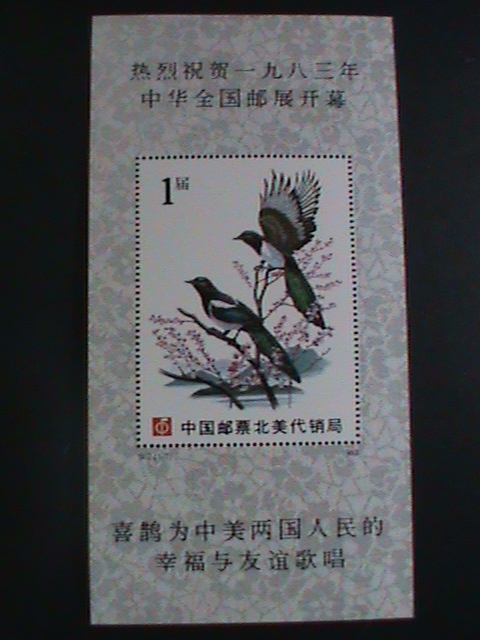 热烈祝贺一九八三年
中华全国邮展开幕
1届
中国邮票北美代销局
喜鹊为中美两国人民的
幸福与友谊歌唱